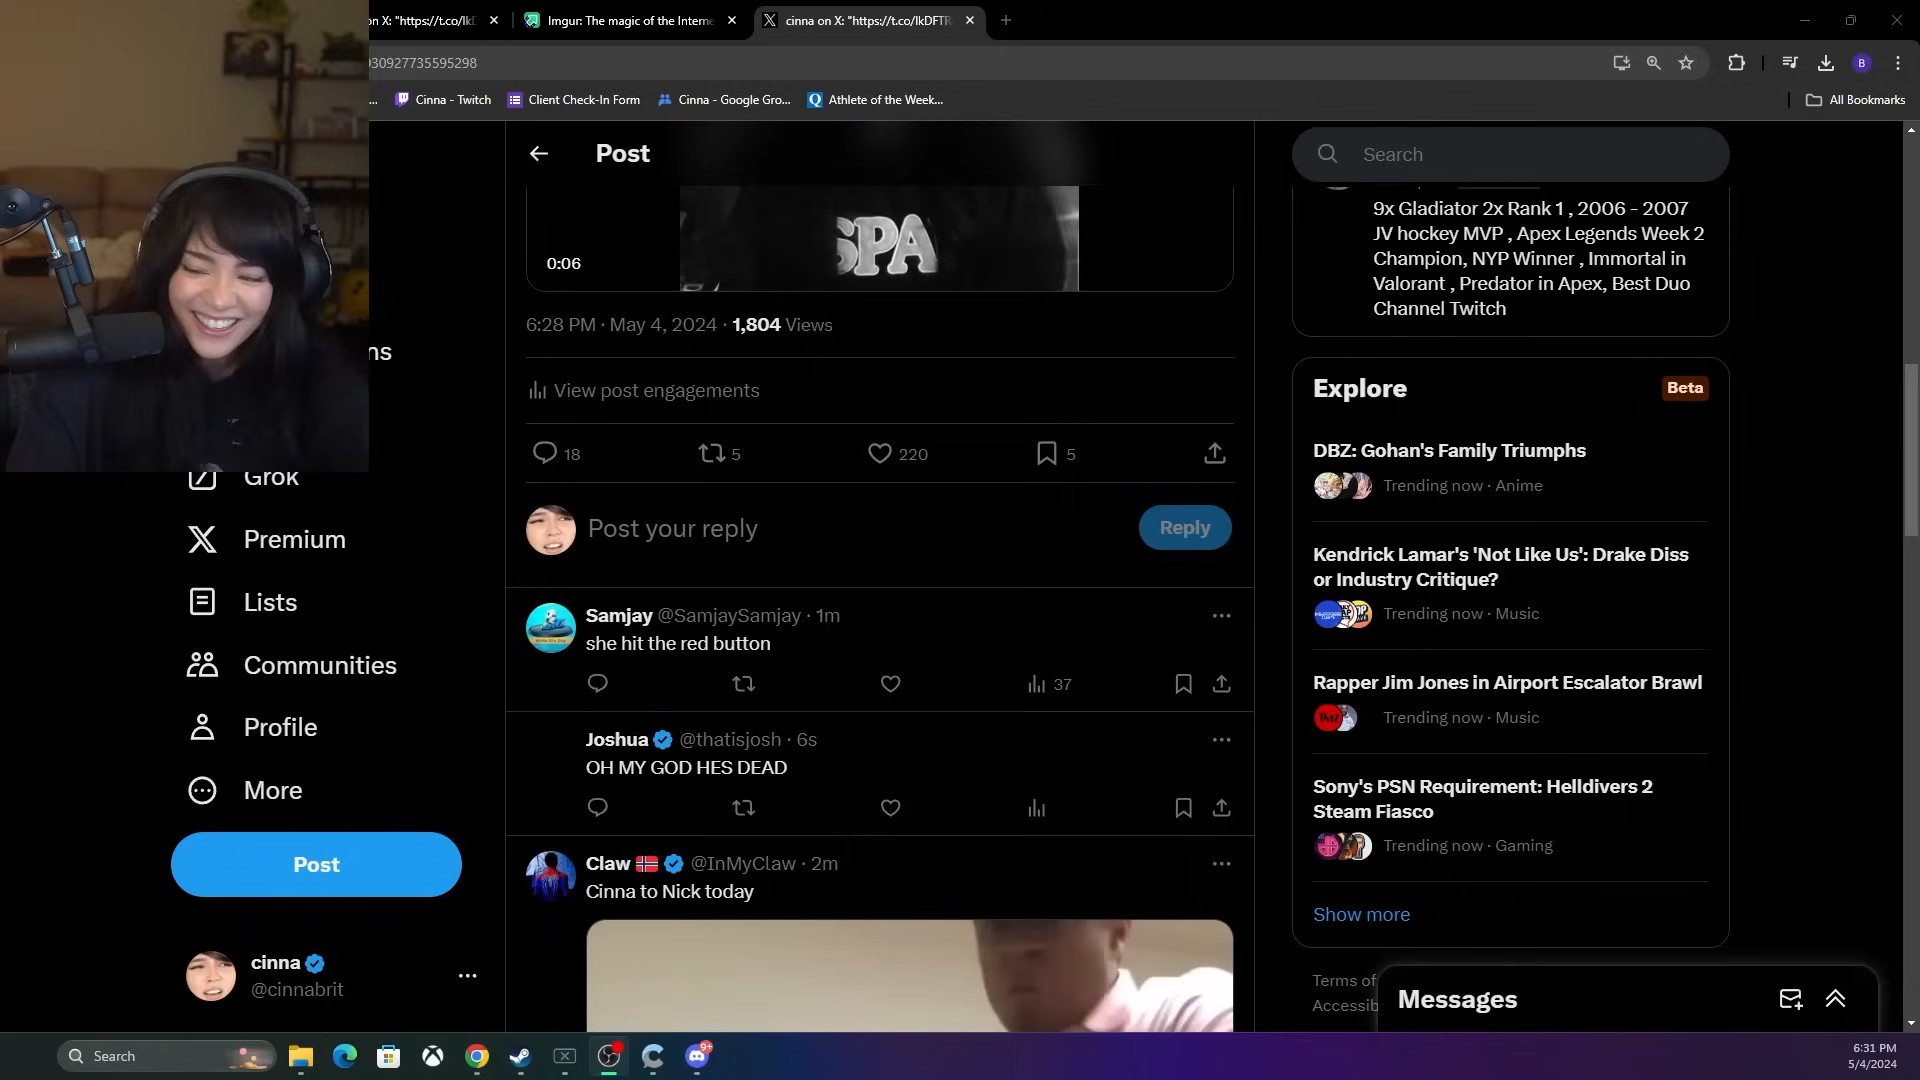 on X: "https://t.co/lkD
Imgur: The magic of the Interne
cinna on X: "https://t.co/lkDFTR
930927735595298
B
...
Cinna - Twitch
Client Check-In Form
Cinna - Google Gro...
Athlete of the Week...
All Bookmarks
Post
Search
SPA
0:06
9x Gladiator 2x Rank 1 , 2006 - 2007
JV hockey MVP , Apex Legends Week 2
Champion, NYP Winner , Immortal in
Valorant , Predator in Apex, Best Duo
Channel Twitch
6:28 PM · May 4, 2024 · 1,804 Views
View post engagements
18
5
220
5
Post your reply
Reply
Samjay @SamjaySamjay · 1m
she hit the red button
37
Joshua @thatisjosh · 6s
OH MY GOD HES DEAD
Claw @InMyClaw · 2m
Cinna to Nick today
ns
Grok
Premium
Lists
Communities
Profile
More
Post
cinna
@cinnabrit
Explore
Beta
DBZ: Gohan's Family Triumphs
Trending now · Anime
Kendrick Lamar's 'Not Like Us': Drake Diss
or Industry Critique?
Trending now · Music
Rapper Jim Jones in Airport Escalator Brawl
Trending now · Music
Sony's PSN Requirement: Helldivers 2
Steam Fiasco
Trending now · Gaming
Show more
Terms of
Accessib
Messages
Search
9+
6:31 PM
5/4/2024